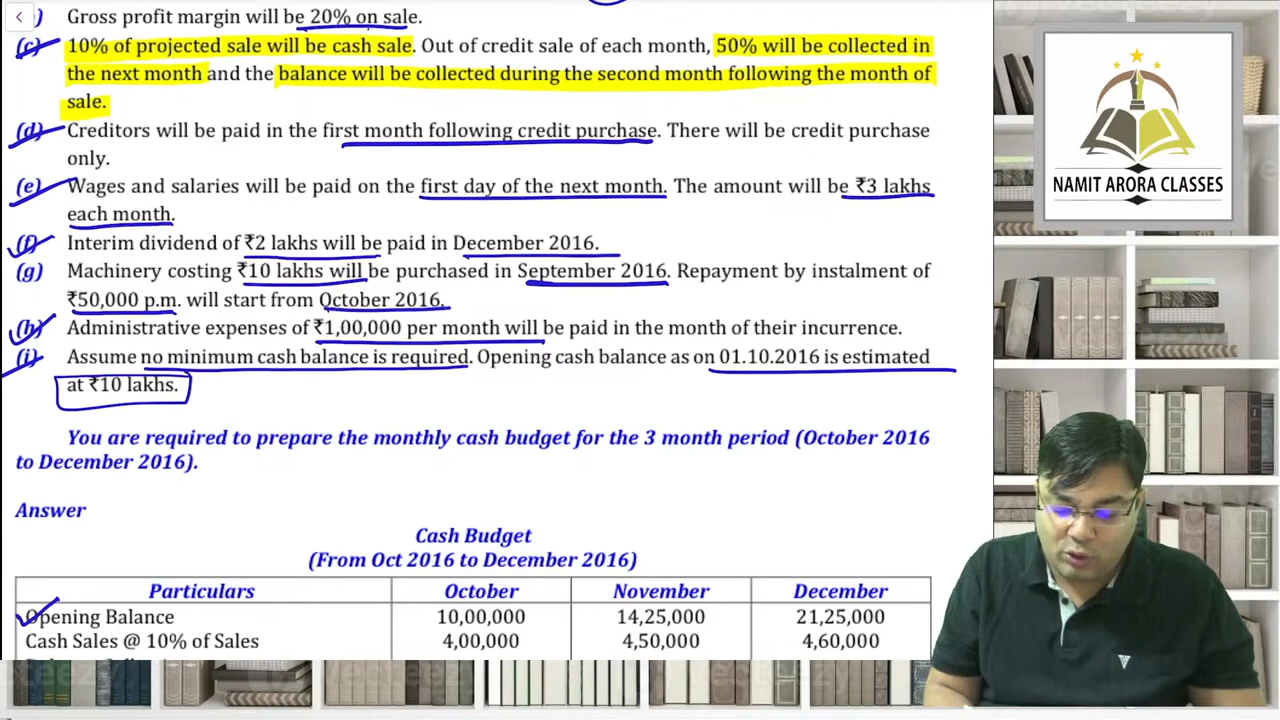 ) Gross profit margin will be 20% on sale.
(c) 10% of projected sale will be cash sale. Out of credit sale of each month, 50% will be collected in
the next month and the balance will be collected during the second month following the month of
sale.
(d) Creditors will be paid in the first month following credit purchase. There will be credit purchase
only.
(e) Wages and salaries will be paid on the first day of the next month. The amount will be ₹3 lakhs
each month.
(f) Interim dividend of ₹2 lakhs will be paid in December 2016.
(g) Machinery costing ₹10 lakhs will be purchased in September 2016. Repayment by instalment of
₹50,000 p.m. will start from October 2016.
(h) Administrative expenses of ₹1,00,000 per month will be paid in the month of their incurrence.
(i) Assume no minimum cash balance is required. Opening cash balance as on 01.10.2016 is estimated
at ₹10 lakhs.
You are required to prepare the monthly cash budget for the 3 month period (October 2016
to December 2016).
Answer
Cash Budget
(From Oct 2016 to December 2016)
Particulars October November December
Opening Balance 10,00,000 14,25,000 21,25,000
Cash Sales @ 10% of Sales 4,00,000 4,50,000 4,60,000
NAMIT ARORA CLASSES